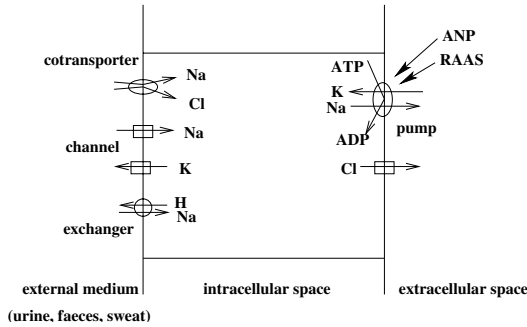 ANP
cotransporter
RAAS
Na
ATP
K
Cl
Na
Na
channel
ADP
pump
K
Cl
H
Na
exchanger
external medium
intracellular space
extracellular space
(urine, faeces, sweat)